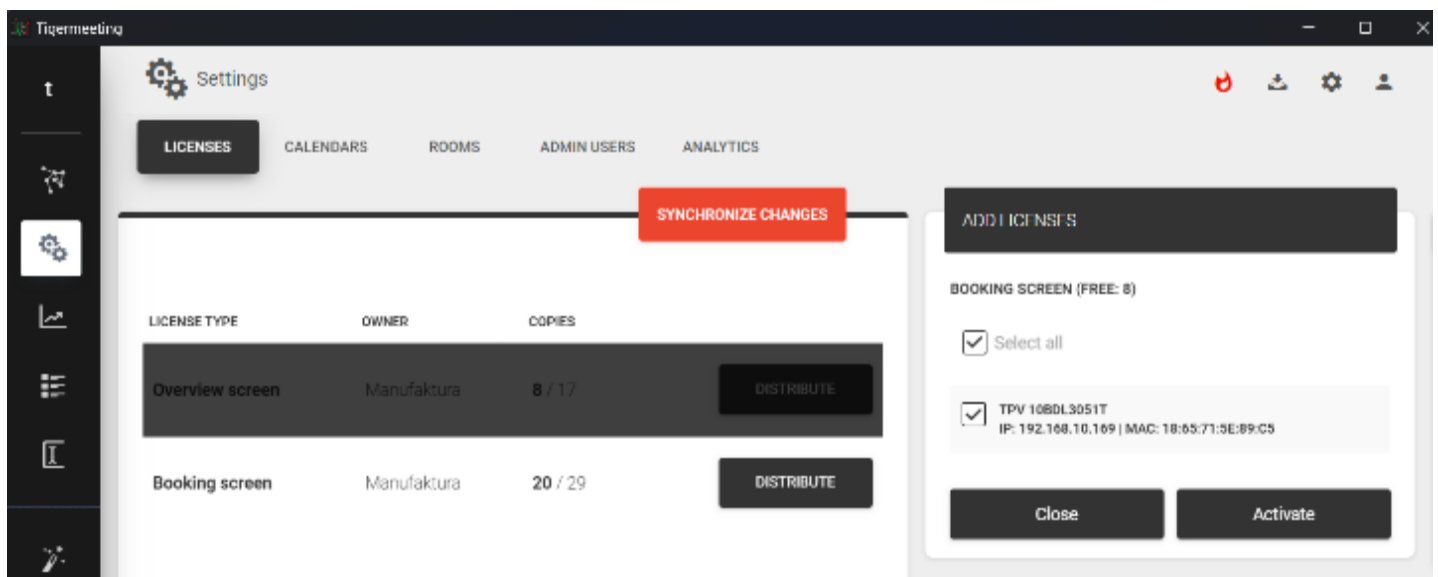 Tigermeeting
t
Settings
LICENSES CALENDARS ROOMS ADMIN USERS ANALYTICS
SYNCHRONIZE CHANGES
ADD LICENSES
BOOKING SCREEN (FREE: 8)
LICENSE TYPE OWNER COPIES
Select all
Overview screen Manufaktura 8 / 17 DISTRIBUTE
TPV 10BDL3051T
IP: 192.168.10.169 | MAC: 18:65:71:5E:89:C5
Booking screen Manufaktura 20 / 29 DISTRIBUTE
Close Activate